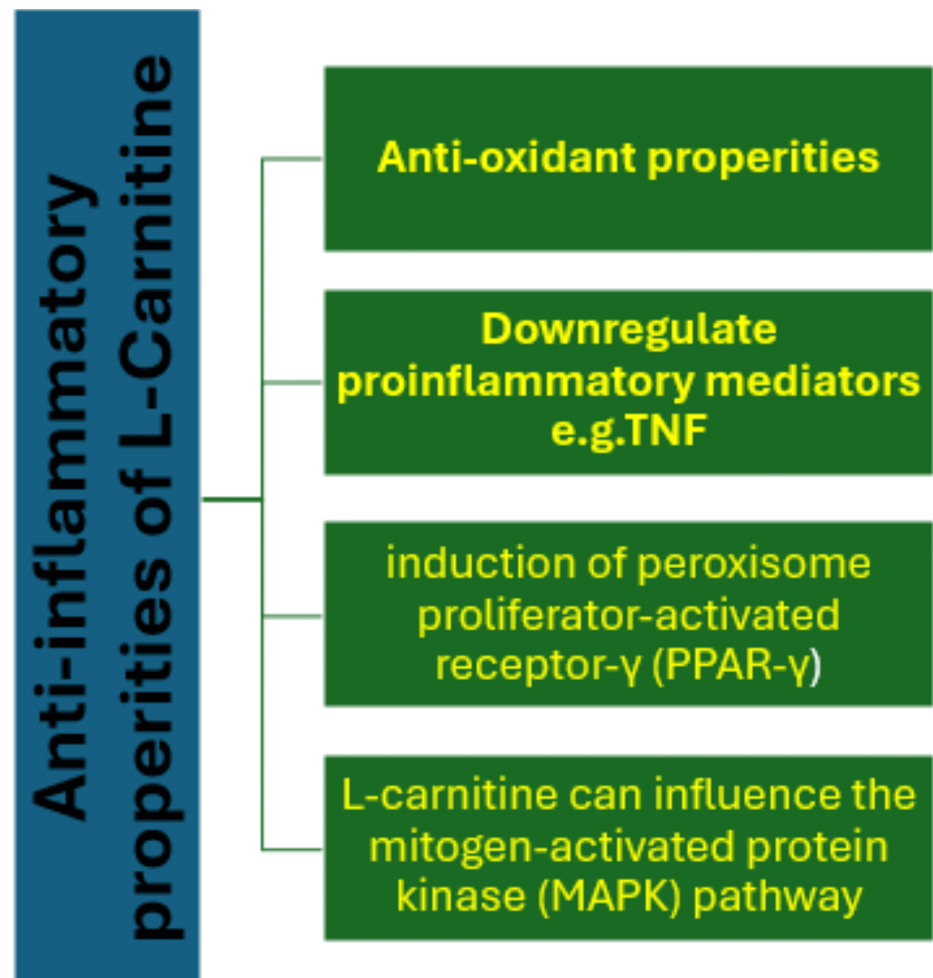 Anti-inflammatory
properities of L-Carnitine
Anti-oxidant properities
Downregulate
proinflammatory mediators
e.g.TNF
induction of peroxisome
proliferator-activated
receptor-γ (PPAR-γ)
L-carnitine can influence the
mitogen-activated protein
kinase (MAPK) pathway